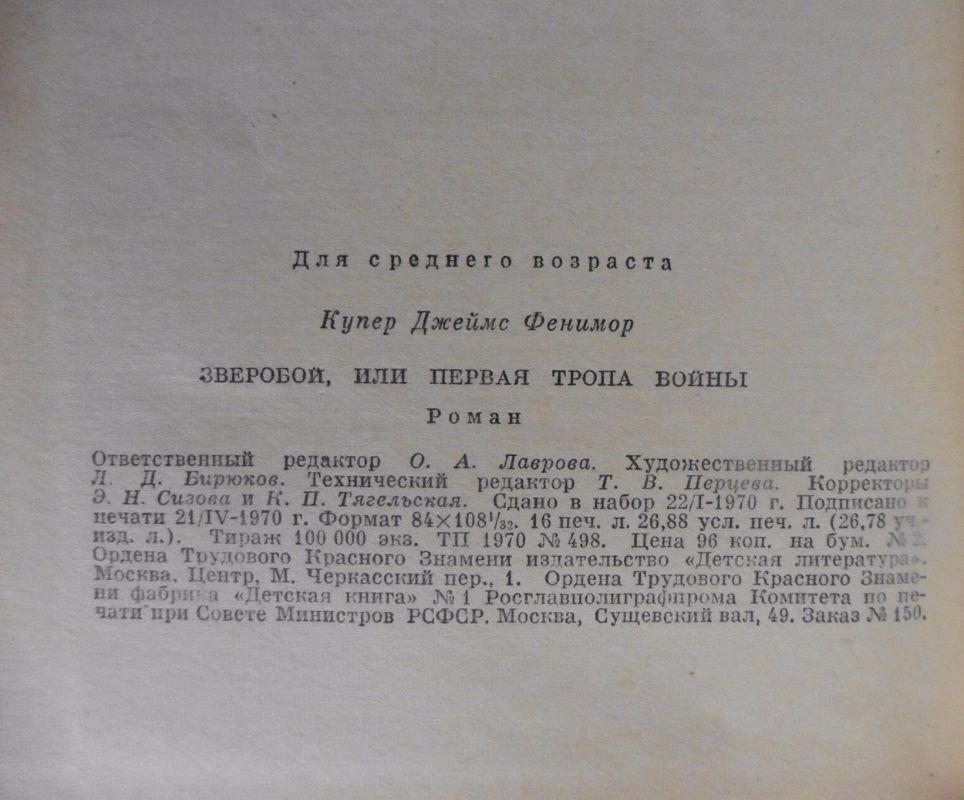 Для среднего возраста
Купер Джеймс Фенимор
ЗВЕРОБОЙ, ИЛИ ПЕРВАЯ ТРОПА ВОЙНЫ
Роман
Ответственный редактор О. А. Лаврова. Художественный редактор
Л. Д. Бирюков. Технический редактор Т. В. Перцева. Корректоры
Э. Н. Сизова и К. П. Тягельская. Сдано в набор 22/I-1970 г. Подписано к
печати 21/IV-1970 г. Формат 84×108¹/₃₂. 16 печ. л. 26,88 усл. печ. л. (26,78 уч.-
изд. л.). Тираж 100 000 экз. ТП 1970 № 498. Цена 96 коп. на бум. № 2.
Ордена Трудового Красного Знамени издательство «Детская литература».
Москва. Центр, М. Черкасский пер., 1. Ордена Трудового Красного Знаме-
ни фабрика «Детская книга» № 1 Росглавполиграфпрома Комитета по пе-
чати при Совете Министров РСФСР. Москва, Сущевский вал, 49. Заказ № 150.